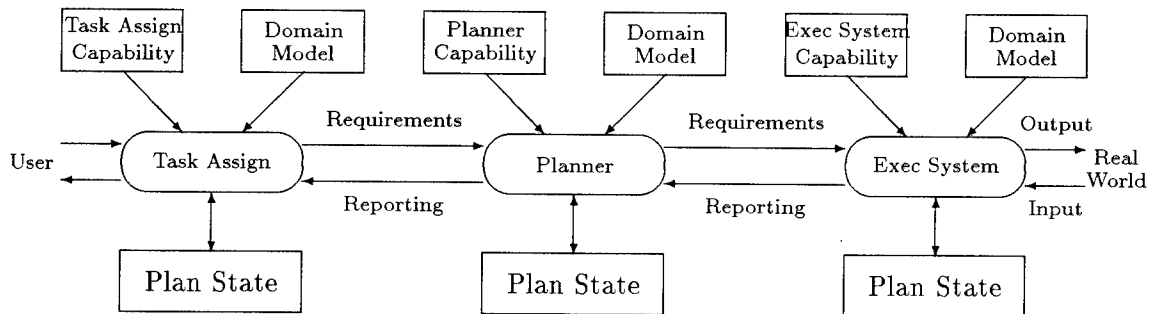 Task Assign
Capability
Domain
Model
Planner
Capability
Domain
Model
Exec System
Capability
Domain
Model
User
Task Assign
Requirements
Reporting
Planner
Requirements
Reporting
Exec System
Output
Real
World
Input
Plan State
Plan State
Plan State